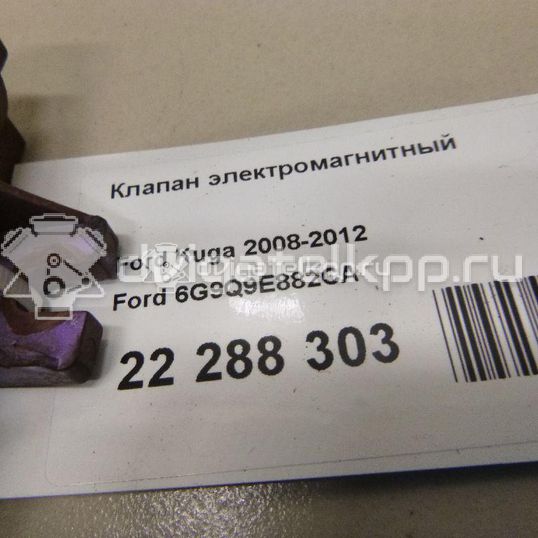 Клапан электромагнитный
Ford Kuga 2008-2012
Ford 6G9Q9E882CA
22 288 303